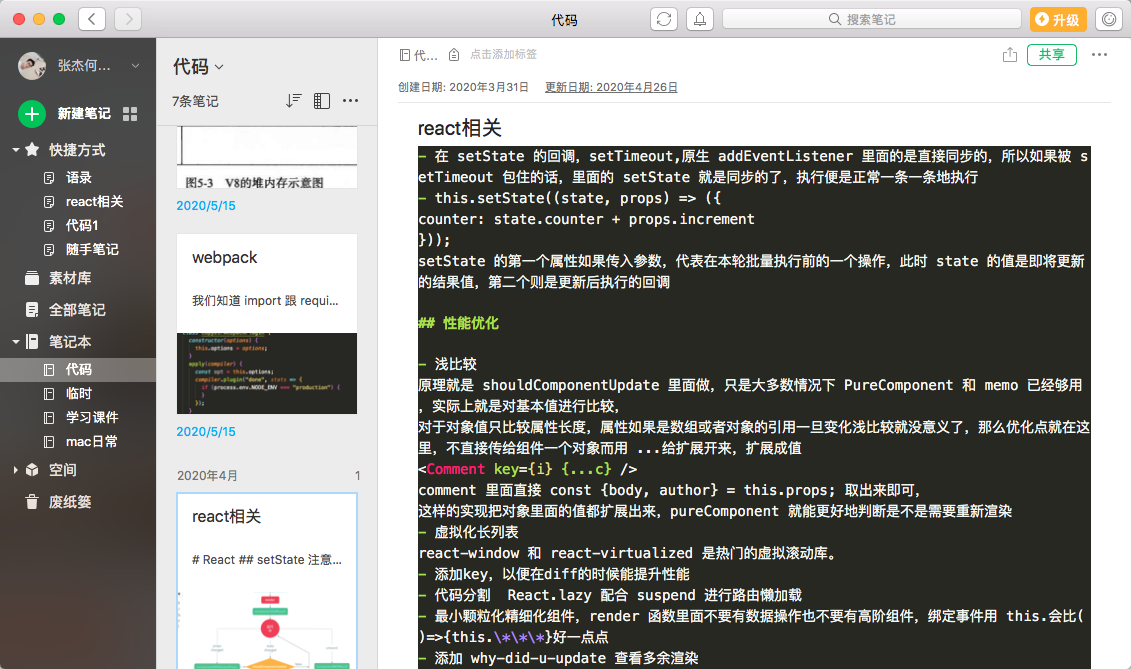 代码
搜索笔记
升级
张杰何...
新建笔记
快捷方式
语录
react相关
代码1
随手笔记
素材库
全部笔记
笔记本
代码
临时
学习课件
mac日常
空间
废纸篓
代码
7条笔记
图5-3 V8的堆内存示意图
2020/5/15
webpack
我们知道 import 跟 requi...
constructor(options) {
this.options = options;
}
apply(compiler) {
const opt = this.options;
compiler.plugin("done", stats => {
if (process.env.NODE_ENV === "production") {
}
});
}
2020/5/15
2020年4月 1
react相关
# React ## setState 注意...
代...
点击添加标签
共享
创建日期: 2020年3月31日 更新日期: 2020年4月26日
react相关
- 在 setState 的回调，setTimeout,原生 addEventListener 里面的是直接同步的，所以如果被 s
etTimeout 包住的话，里面的 setState 就是同步的了，执行便是正常一条一条地执行
- this.setState((state, props) => ({
counter: state.counter + props.increment
}));
setState 的第一个属性如果传入参数，代表在本轮批量执行前的一个操作，此时 state 的值是即将更新
的结果值，第二个则是更新后执行的回调
## 性能优化
- 浅比较
原理就是 shouldComponentUpdate 里面做，只是大多数情况下 PureComponent 和 memo 已经够用
，实际上就是对基本值进行比较，
对于对象值只比较属性长度，属性如果是数组或者对象的引用一旦变化浅比较就没意义了，那么优化点就在这
里，不直接传给组件一个对象而用 ...给扩展开来，扩展成值
<Comment key={i} {...c} />
comment 里面直接 const {body, author} = this.props; 取出来即可，
这样的实现把对象里面的值都扩展出来，pureComponent 就能更好地判断是不是需要重新渲染
- 虚拟化长列表
react-window 和 react-virtualized 是热门的虚拟滚动库。
- 添加key，以便在diff的时候能提升性能
- 代码分割 React.lazy 配合 suspend 进行路由懒加载
- 最小颗粒化精细化组件，render 函数里面不要有数据操作也不要有高阶组件，绑定事件用 this.会比(
)=>{this.\*\*\*}好一点点
- 添加 why-did-u-update 查看多余渲染